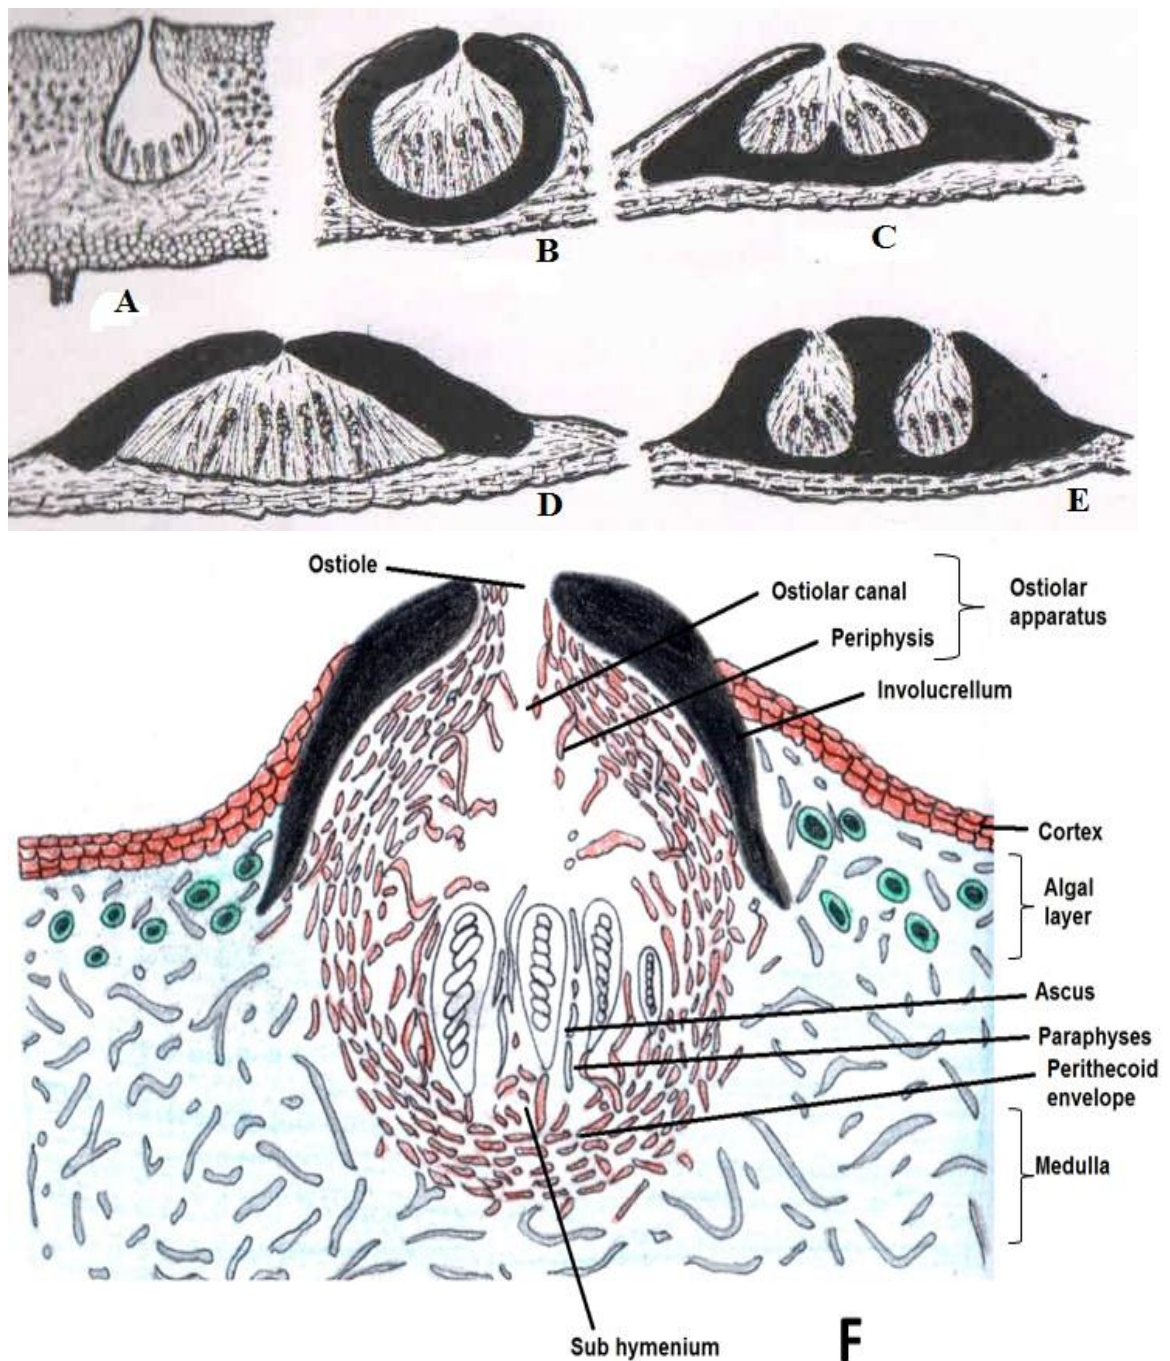 A
B
C
D
E
Ostiole
Ostiolar canal
Periphysis
Ostiolar
apparatus
Involucrellum
Cortex
Algal
layer
Ascus
Paraphyses
Perithecoid
envelope
Medulla
Sub hymenium
F